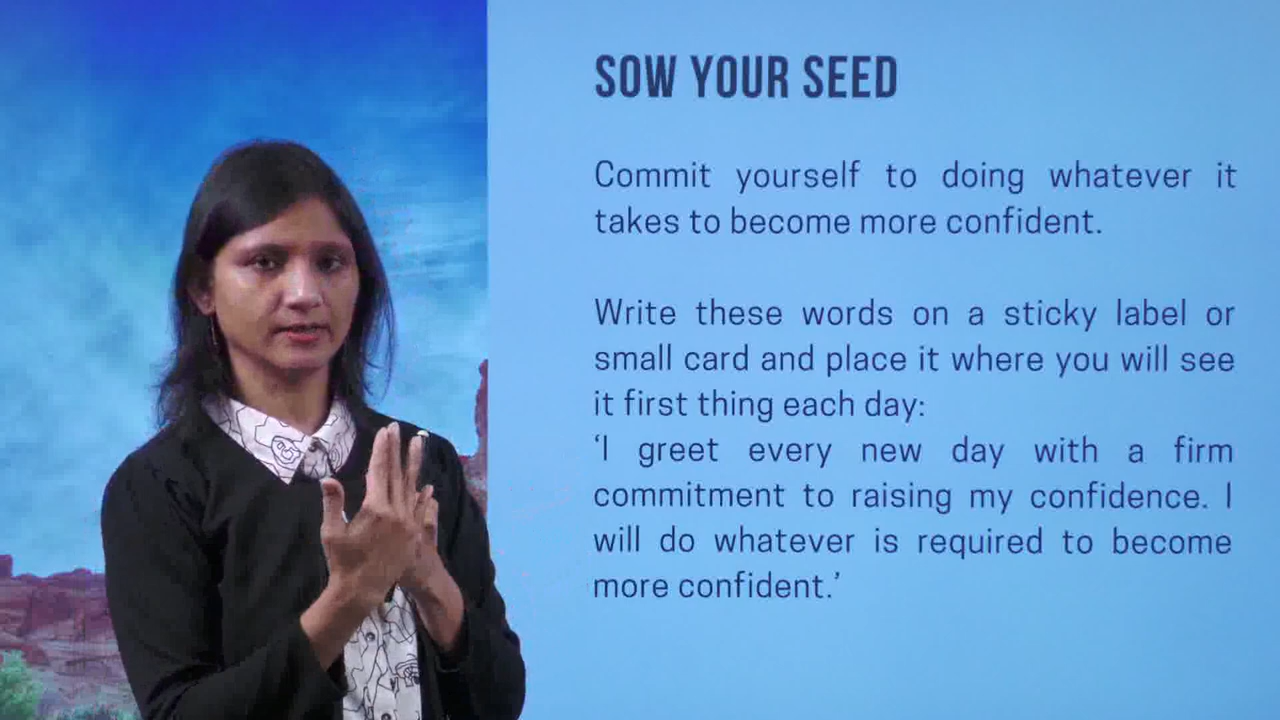 SOW YOUR SEED
Commit yourself to doing whatever it
takes to become more confident.
Write these words on a sticky label or
small card and place it where you will see
it first thing each day:
‘I greet every new day with a firm
commitment to raising my confidence. I
will do whatever is required to become
more confident.’